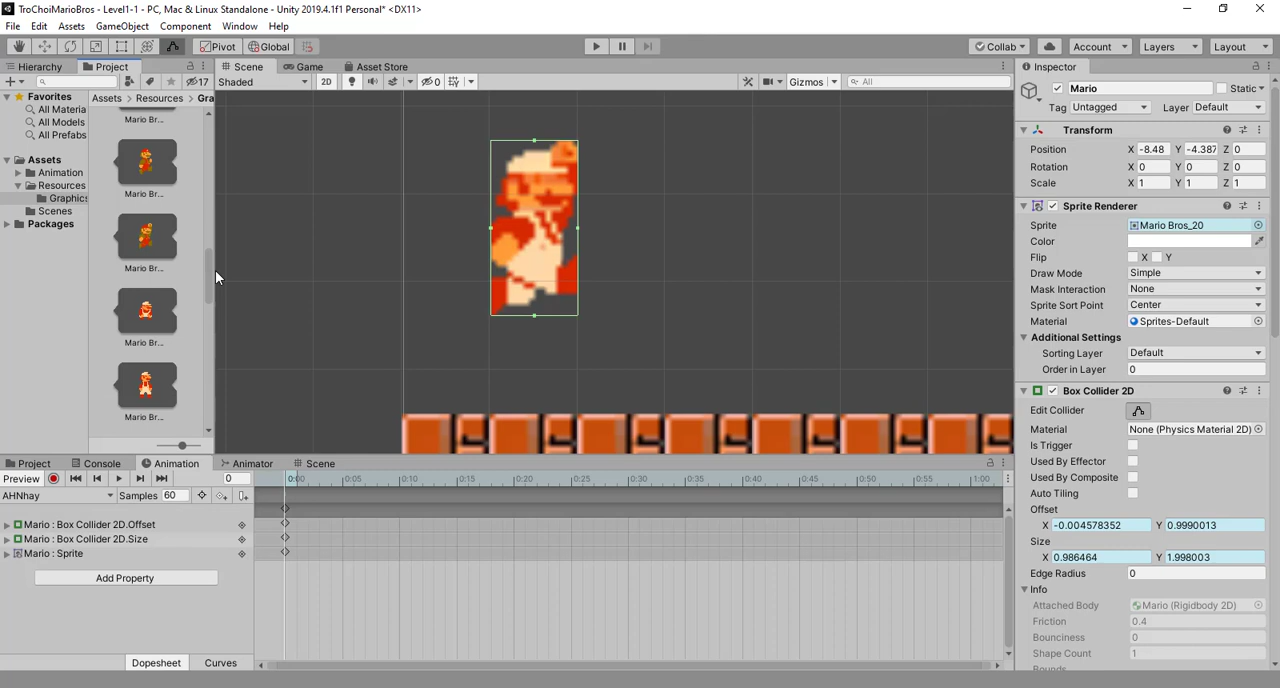 TroChoiMarioBros - Level1-1 - PC, Mac & Linux Standalone - Unity 2019.4.1f1 Personal* <DX11>
File Edit Assets GameObject Component Window Help
Pivot Global Collab Account Layers Layout
Hierarchy Project Scene Game Asset Store Inspector
17 Shaded 2D 0 Gizmos All
Mario Static
Tag Untagged Layer Default
Favorites
All Materia
All Models
All Prefabs
Assets
Animation
Resources
Graphics
Scenes
Packages
Assets Resources Gra
Mario Br...
Mario Br...
Mario Br...
Mario Br...
Mario Br...
Transform
Position X -8.48 Y -4.387 Z 0
Rotation X 0 Y 0 Z 0
Scale X 1 Y 1 Z 1
Sprite Renderer
Sprite Mario Bros_20
Color
Flip X Y
Draw Mode Simple
Mask Interaction None
Sprite Sort Point Center
Material Sprites-Default
Additional Settings
Sorting Layer Default
Order in Layer 0
Box Collider 2D
Edit Collider
Material None (Physics Material 2D)
Is Trigger
Used By Effector
Used By Composite
Auto Tiling
Offset
X -0.004578352 Y 0.9990013
Size
X 0.986464 Y 1.998003
Edge Radius 0
Info
Attached Body Mario (Rigidbody 2D)
Friction 0.4
Bounciness 0
Shape Count 1
Bounds
Project Console Animation Animator Scene
Preview 0 0:00 0:05 0:10 0:15 0:20 0:25 0:30 0:35 0:40 0:45 0:50 0:55 1:00
AHNhay Samples 60
Mario : Box Collider 2D.Offset
Mario : Box Collider 2D.Size
Mario : Sprite
Add Property
Dopesheet Curves